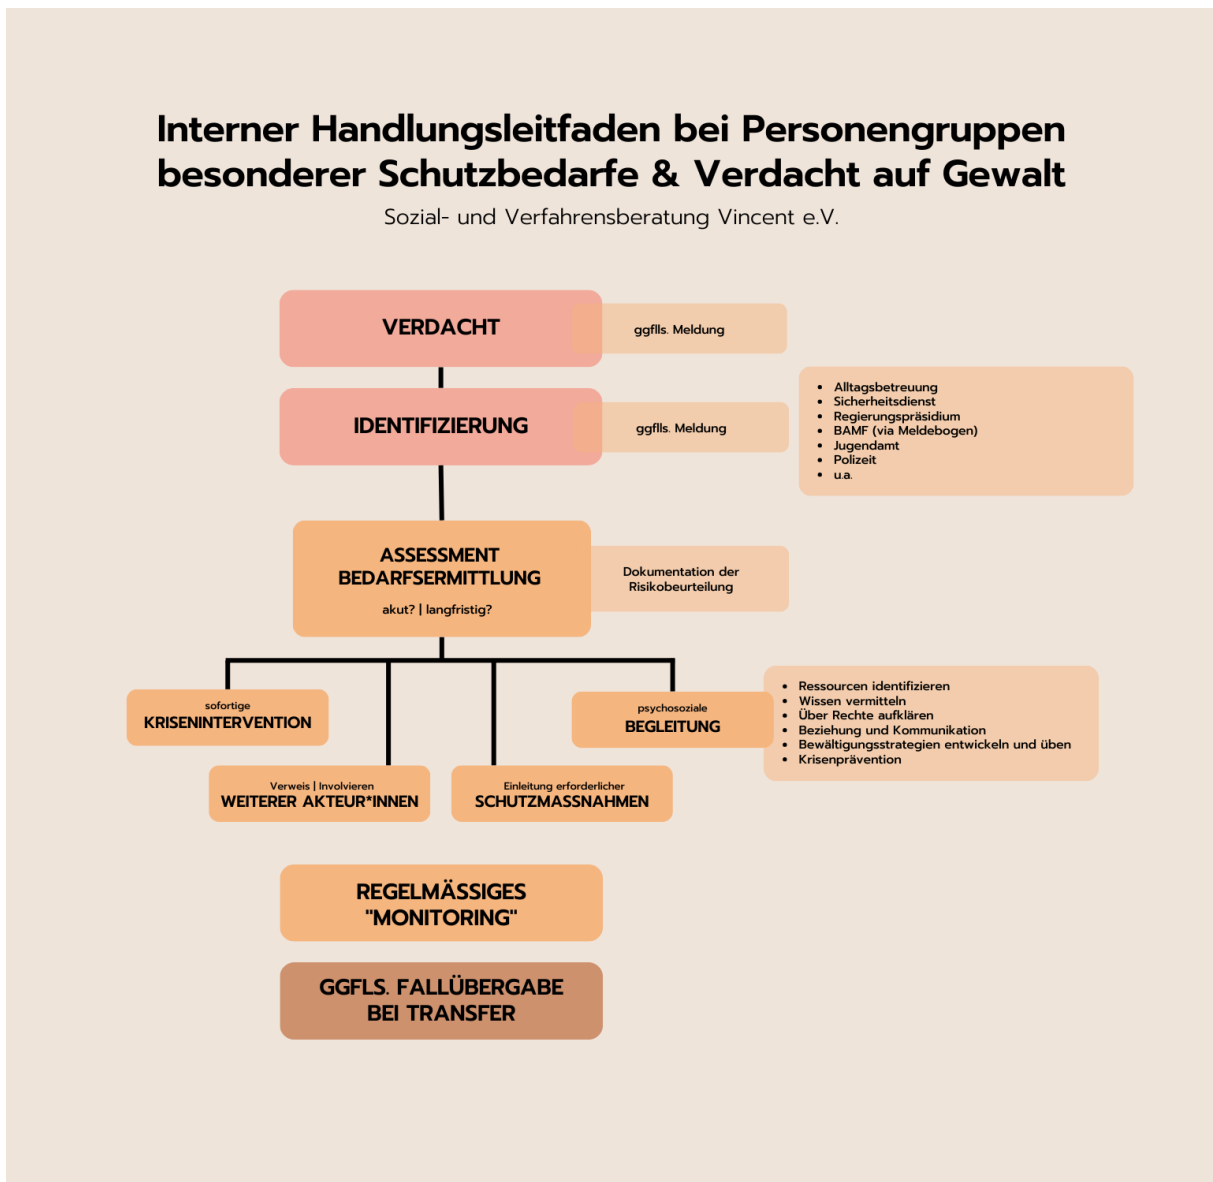 Interner Handlungsleitfaden bei Personengruppen
besonderer Schutzbedarfe & Verdacht auf Gewalt
Sozial- und Verfahrensberatung Vincent e.V.
VERDACHT
ggflls. Meldung
IDENTIFIZIERUNG
ggflls. Meldung
• Alltagsbetreuung
• Sicherheitsdienst
• Regierungspräsidium
• BAMF (via Meldebogen)
• Jugendamt
• Polizeit
• u.a.
ASSESSMENT
BEDARFSERMITTLUNG
akut? | langfristig?
Dokumentation der
Risikobeurteilung
sofortige
KRISENINTERVENTION
Verweis | Involvieren
WEITERER AKTEUR*INNEN
Einleitung erforderlicher
SCHUTZMASSNAHMEN
psychosoziale
BEGLEITUNG
• Ressourcen identifizieren
• Wissen vermitteln
• Über Rechte aufklären
• Beziehung und Kommunikation
• Bewältigungsstrategien entwickeln und üben
• Krisenprävention
REGELMÄSSIGES
"MONITORING"
GGFLS. FALLÜBERGABE
BEI TRANSFER